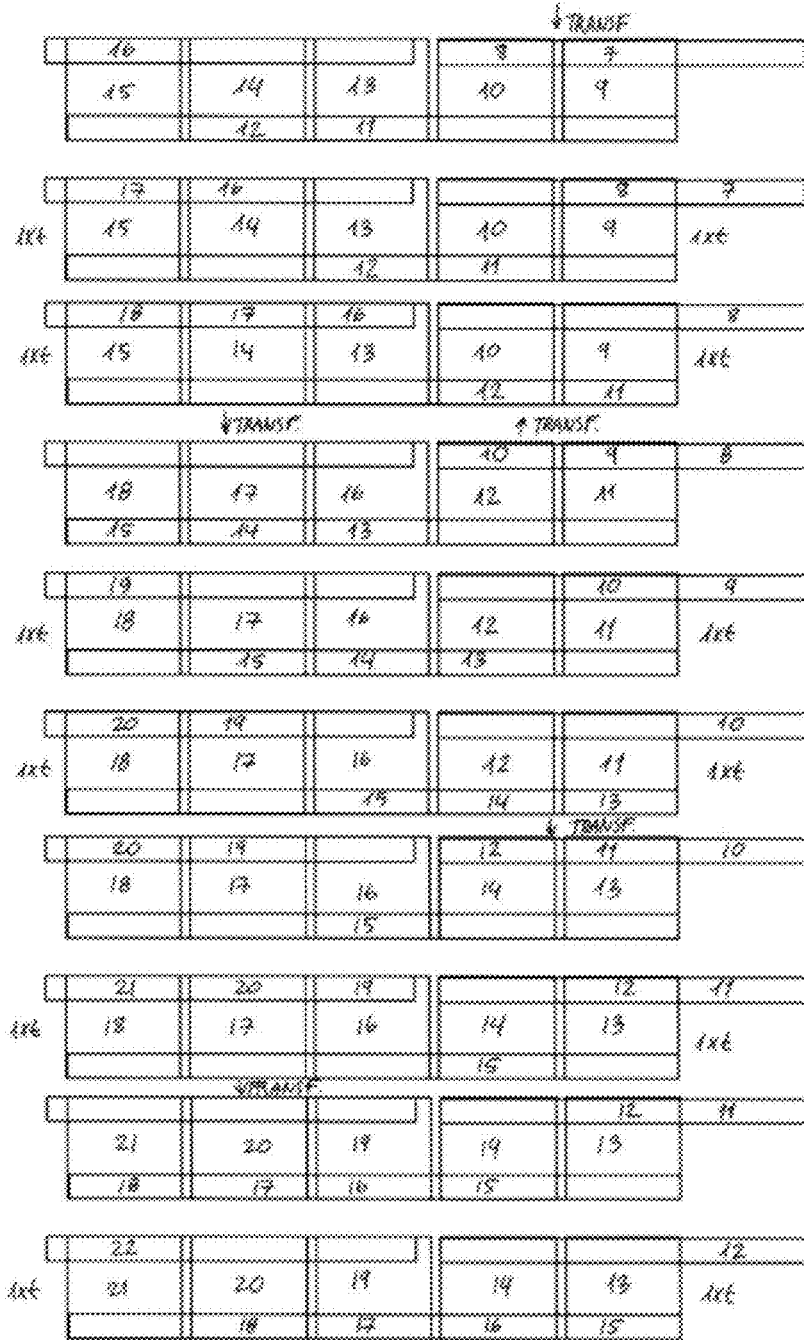 ↓ TRANSF
16 8 7
15 14 13 10 9
12 11
17 16 8 7
1xt 15 14 13 10 9 1xt
12 11
18 17 16 8
1xt 15 14 13 10 9 1xt
12 11
↓ TRANSF. ↑ TRANSF.
10 9 8
18 17 16 12 11
15 14 13
19 10 9
1xt 18 17 16 12 11 1xt
15 14 13
20 19 10
1xt 18 17 16 12 11 1xt
15 14 13
↓ TRANSF.
20 19 12 11 10
18 17 16 14 13
15
21 20 19 12 11
1xt 18 17 16 14 13 1xt
15
↓TRANSF.
12 11
21 20 19 14 13
18 17 16 15
22 12
1xt 21 20 19 14 13 1xt
18 17 16 15